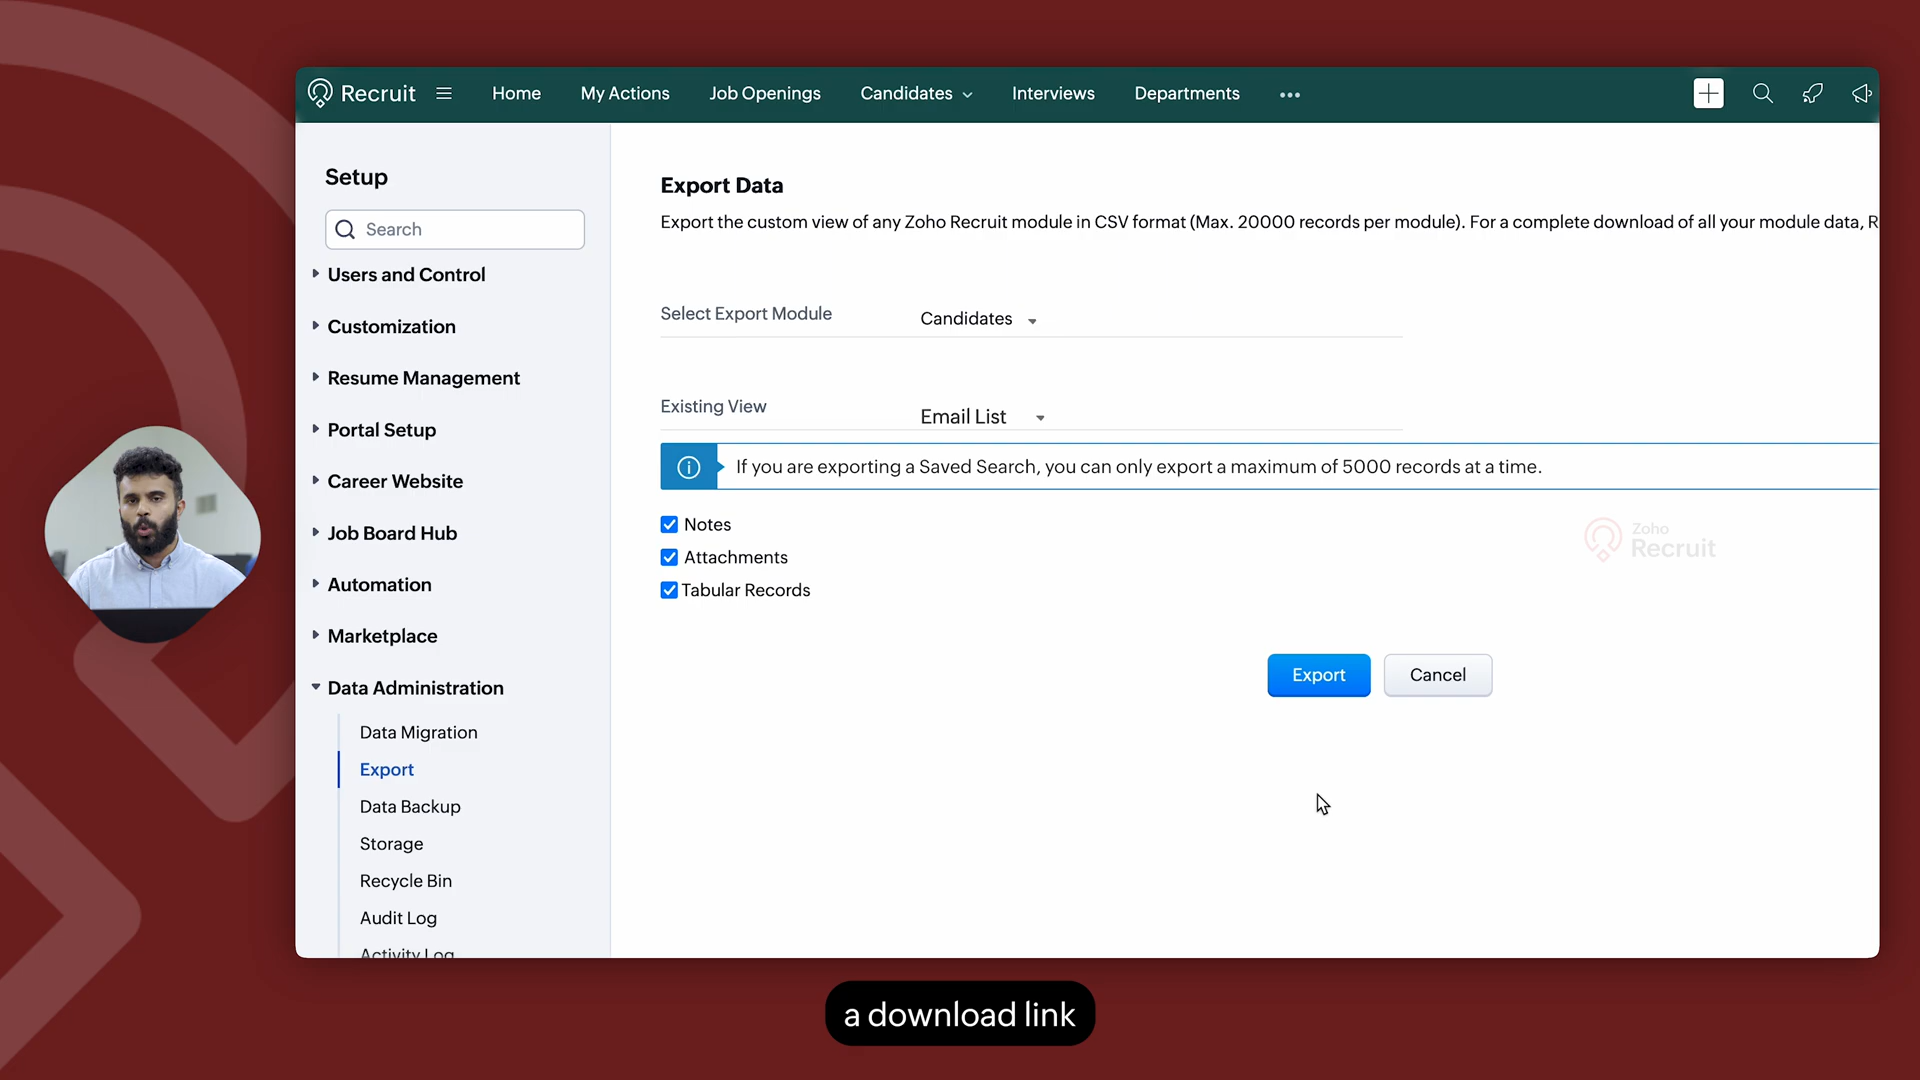 Recruit
Home
My Actions
Job Openings
Candidates
Interviews
Departments
Setup
Search
Users and Control
Customization
Resume Management
Portal Setup
Career Website
Job Board Hub
Automation
Marketplace
Data Administration
Data Migration
Export
Data Backup
Storage
Recycle Bin
Audit Log
Activity Log
Export Data
Export the custom view of any Zoho Recruit module in CSV format (Max. 20000 records per module). For a complete download of all your module data, R
Select Export Module
Candidates
Existing View
Email List
If you are exporting a Saved Search, you can only export a maximum of 5000 records at a time.
Notes
Attachments
Tabular Records
Zoho
Recruit
Export
Cancel
a download link